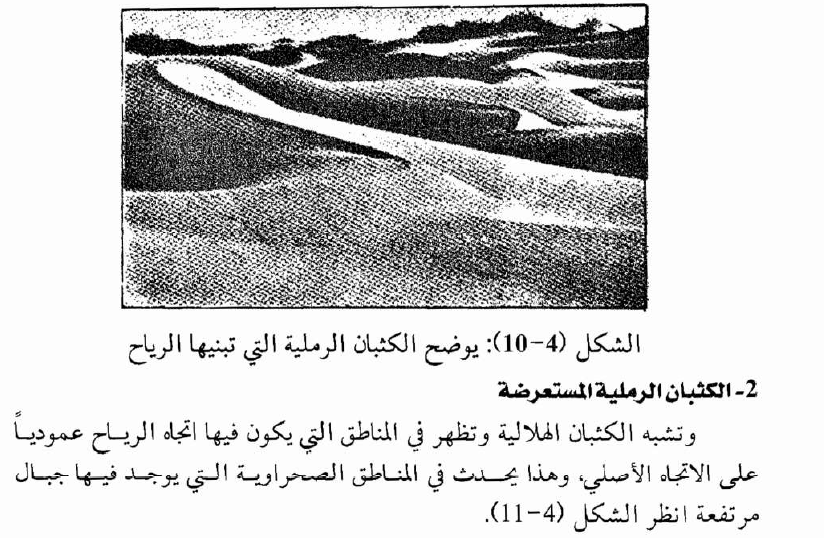 الشكل (4-10): يوضح الكثبان الرملية التي تبنيها الرياح
2- الكثبان الرملية المستعرضة
وتشبه الكثبان الهلالية وتظهر في المناطق التي يكون فيها اتجاه الرياح عمودياً
على الاتجاه الأصلي، وهذا يحدث في المناطق الصحراوية التي يوجد فيها جبال
مرتفعة انظر الشكل (4-11).